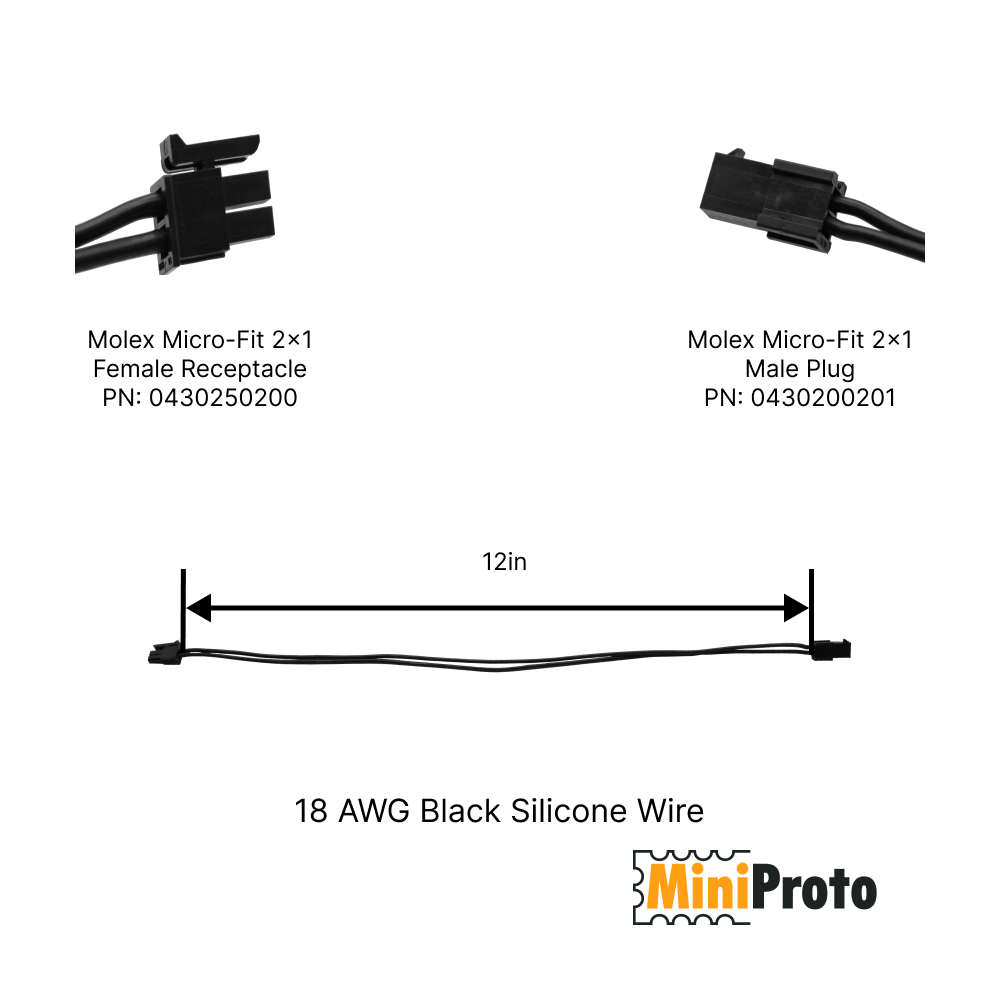 Molex Micro-Fit 2×1
Female Receptacle
PN: 0430250200
Molex Micro-Fit 2×1
Male Plug
PN: 0430200201
12in
18 AWG Black Silicone Wire
MiniProto